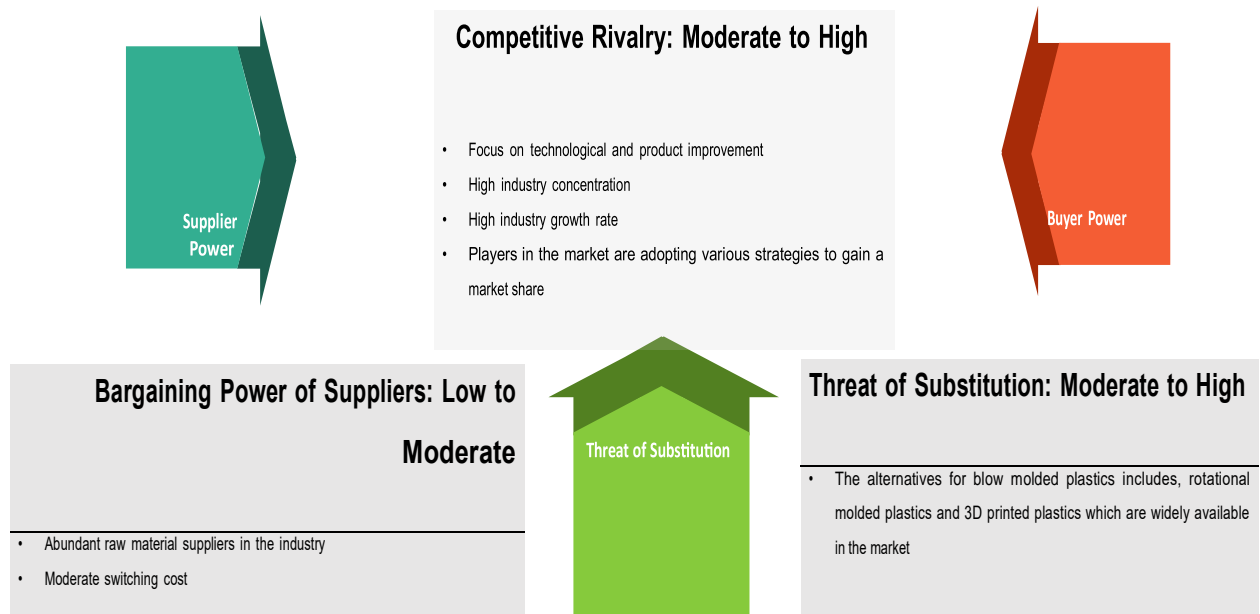 Competitive Rivalry: Moderate to High
• Focus on technological and product improvement
• High industry concentration
• High industry growth rate
• Players in the market are adopting various strategies to gain a
market share
Supplier
Power
Buyer Power
Bargaining Power of Suppliers: Low to
Moderate
• Abundant raw material suppliers in the industry
• Moderate switching cost
Threat of Substitution
Threat of Substitution: Moderate to High
• The alternatives for blow molded plastics includes, rotational
molded plastics and 3D printed plastics which are widely available
in the market